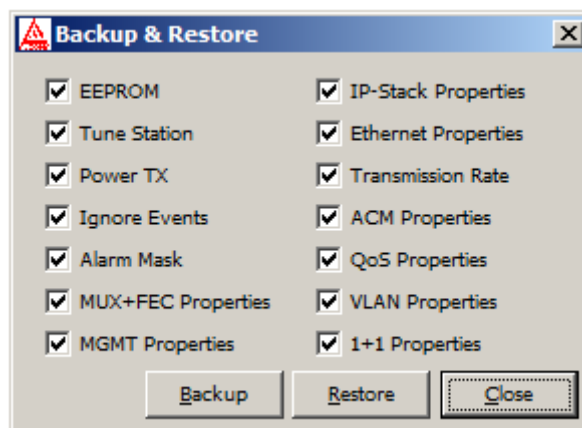 Backup & Restore
EEPROM
Tune Station
Power TX
Ignore Events
Alarm Mask
MUX+FEC Properties
MGMT Properties
IP-Stack Properties
Ethernet Properties
Transmission Rate
ACM Properties
QoS Properties
VLAN Properties
1+1 Properties
Backup
Restore
Close